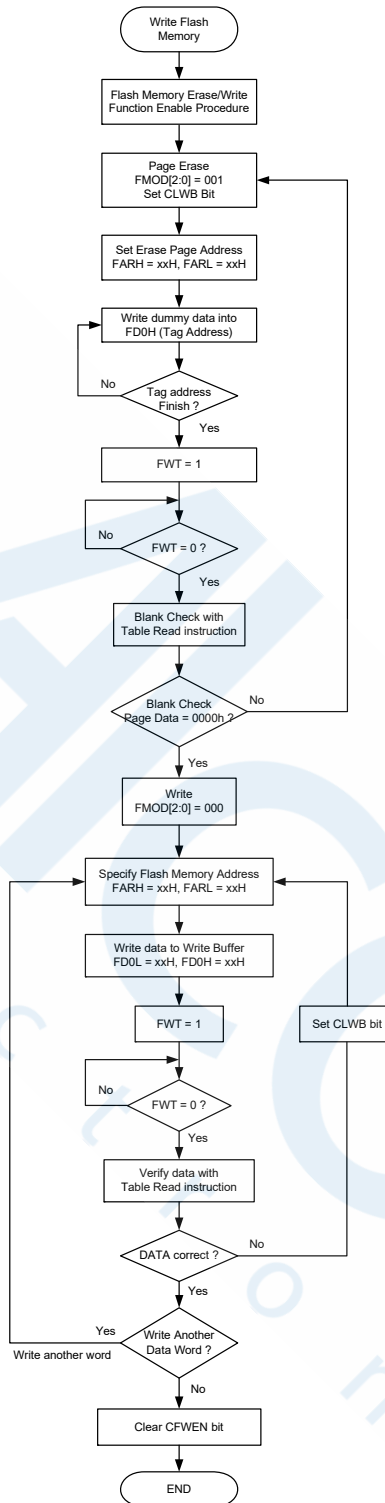 Write Flash
Memory
Flash Memory Erase/Write
Function Enable Procedure
Page Erase
FMOD[2:0] = 001
Set CLWB Bit
Set Erase Page Address
FARH = xxH, FARL = xxH
Write dummy data into
FD0H (Tag Address)
No
Tag address
Finish ?
Yes
FWT = 1
No
FWT = 0 ?
Yes
Blank Check with
Table Read instruction
Blank Check
Page Data = 0000h ?
No
Yes
Write
FMOD[2:0] = 000
Specify Flash Memory Address
FARH = xxH, FARL = xxH
Write data to Write Buffer
FD0L = xxH, FD0H = xxH
FWT = 1
Set CLWB bit
No
FWT = 0 ?
Yes
Verify data with
Table Read instruction
DATA correct ?
No
Yes
Yes
Write Another
Data Word ?
Write another word
No
Clear CFWEN bit
END